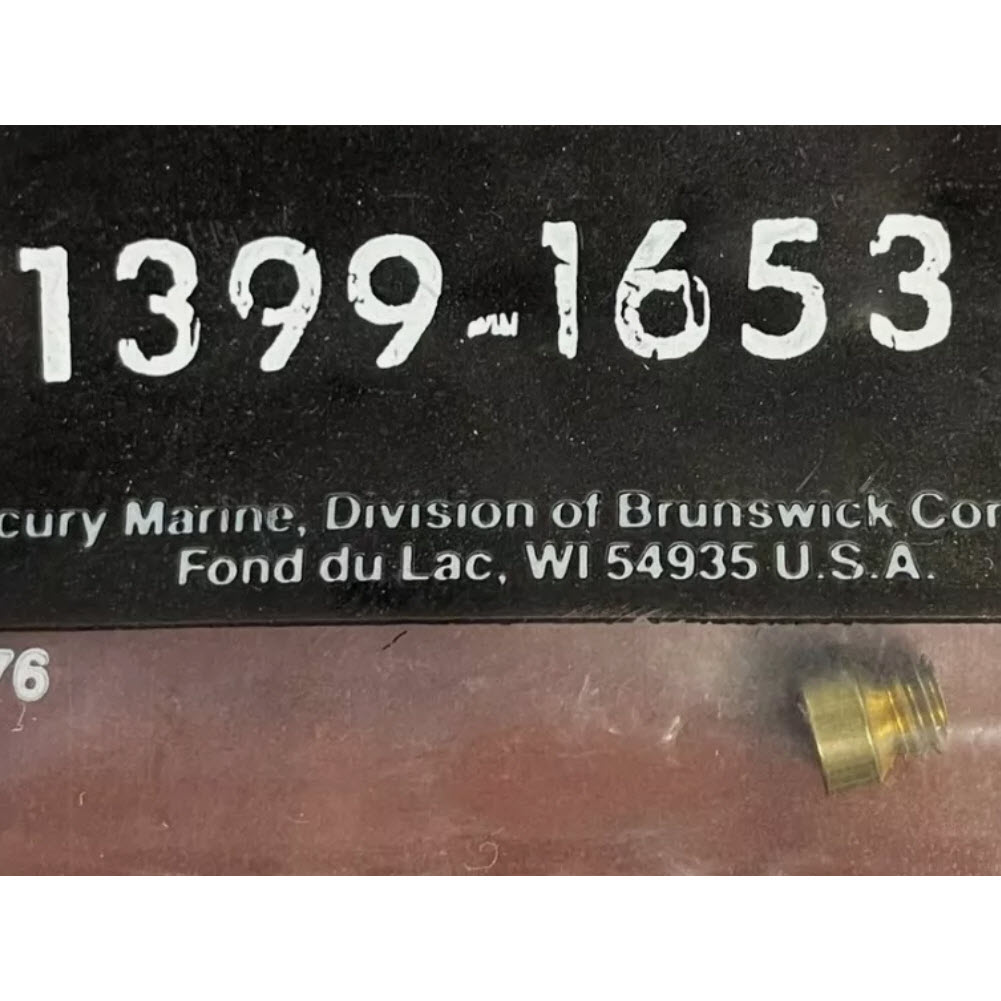 1399-1653
cury Marine, Division of Brunswick Cor
Fond du Lac, WI 54935 U.S.A.
76